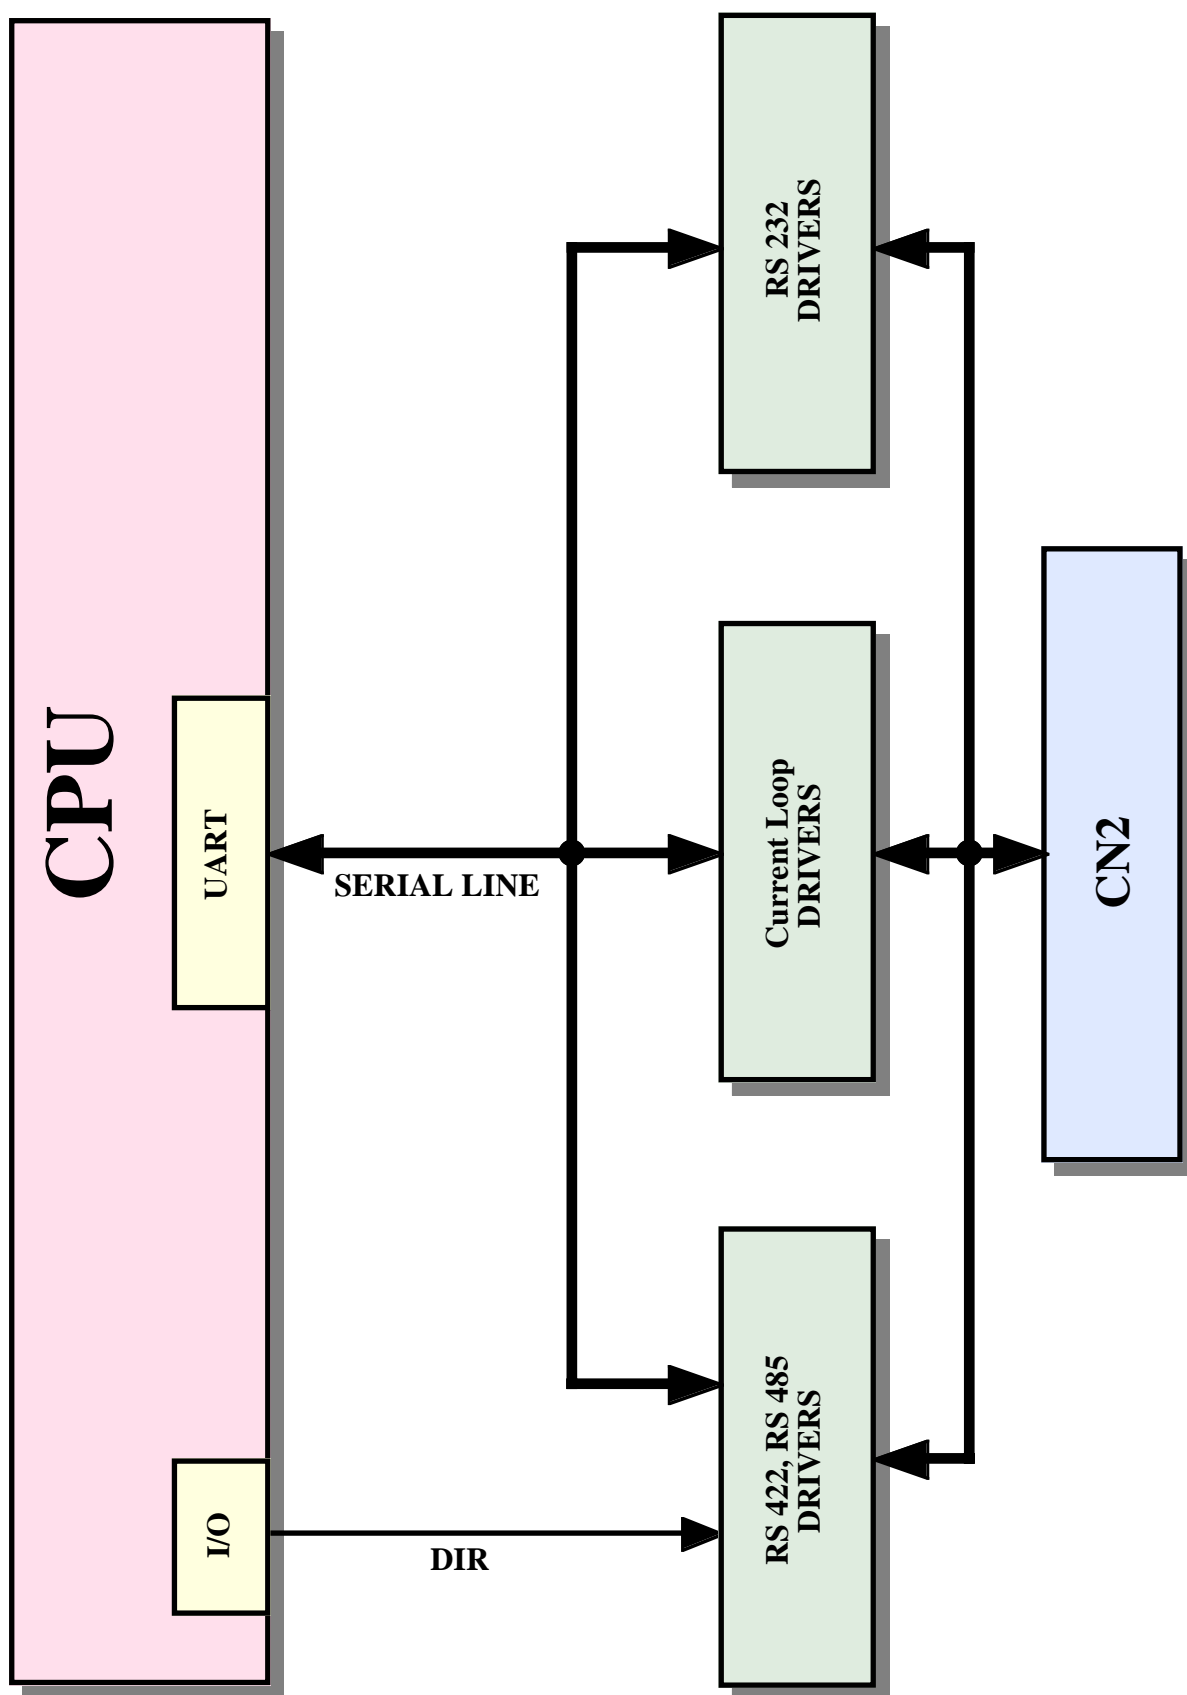 CPU
UART
I/O
SERIAL LINE
DIR
RS 232
DRIVERS
Current Loop
DRIVERS
RS 422, RS 485
DRIVERS
CN2